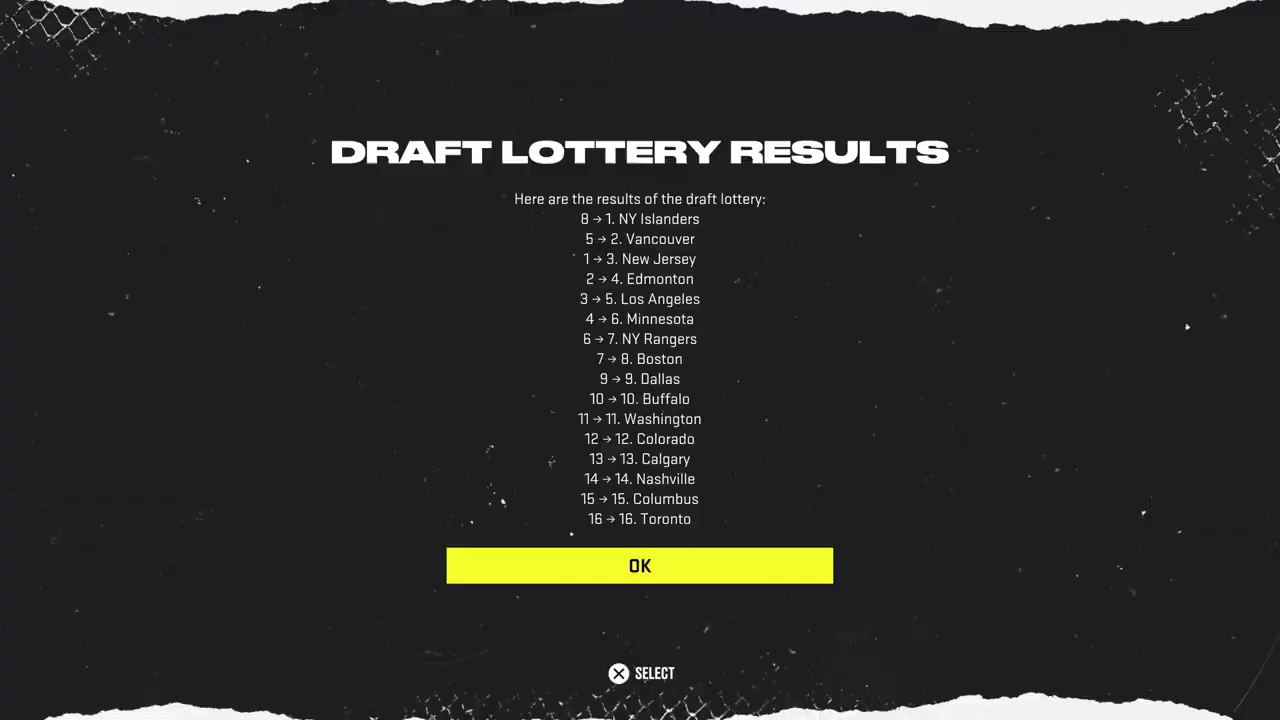 DRAFT LOTTERY RESULTS
Here are the results of the draft lottery:
8 → 1. NY Islanders
5 → 2. Vancouver
1 → 3. New Jersey
2 → 4. Edmonton
3 → 5. Los Angeles
4 → 6. Minnesota
6 → 7. NY Rangers
7 → 8. Boston
9 → 9. Dallas
10 → 10. Buffalo
11 → 11. Washington
12 → 12. Colorado
13 → 13. Calgary
14 → 14. Nashville
15 → 15. Columbus
16 → 16. Toronto
OK
SELECT